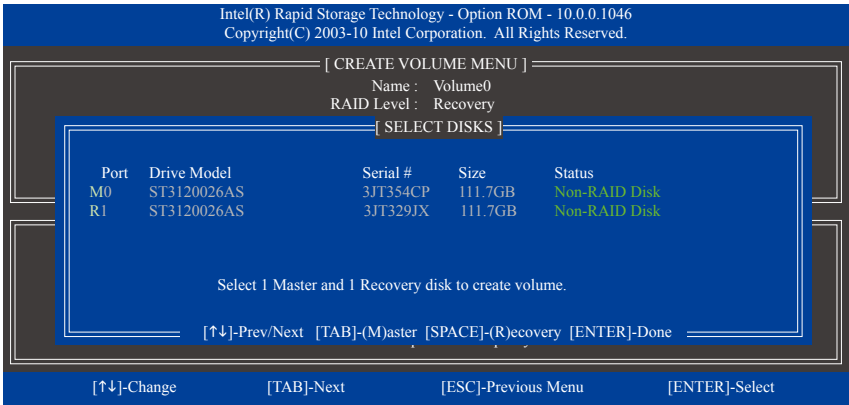 Intel(R) Rapid Storage Technology - Option ROM - 10.0.0.1046
Copyright(C) 2003-10 Intel Corporation. All Rights Reserved.
[ CREATE VOLUME MENU ]
Name : Volume0
RAID Level : Recovery
[ SELECT DISKS ]
Port Drive Model Serial # Size Status
M0 ST3120026AS 3JT354CP 111.7GB Non-RAID Disk
R1 ST3120026AS 3JT329JX 111.7GB Non-RAID Disk
Select 1 Master and 1 Recovery disk to create volume.
[↑↓]-Prev/Next [TAB]-(M)aster [SPACE]-(R)ecovery [ENTER]-Done
[↑↓]-Change [TAB]-Next [ESC]-Previous Menu [ENTER]-Select